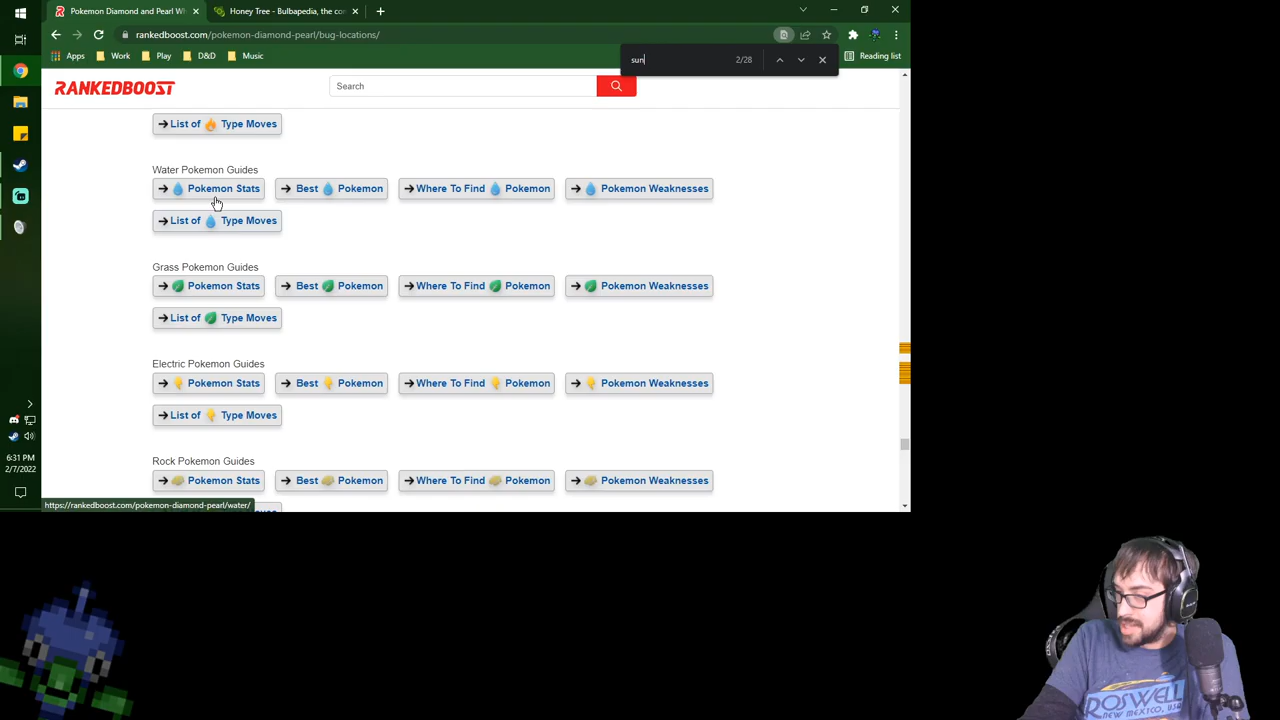 Pokemon Diamond and Pearl Wh
Honey Tree - Bulbapedia, the co
rankedboost.com/pokemon-diamond-pearl/bug-locations/
Apps Work Play D&D Music Reading list
sun 2/28
RANKEDBOOST Search
List of Type Moves
Water Pokemon Guides
Pokemon Stats Best Pokemon Where To Find Pokemon Pokemon Weaknesses
List of Type Moves
Grass Pokemon Guides
Pokemon Stats Best Pokemon Where To Find Pokemon Pokemon Weaknesses
List of Type Moves
Electric Pokemon Guides
Pokemon Stats Best Pokemon Where To Find Pokemon Pokemon Weaknesses
List of Type Moves
Rock Pokemon Guides
Pokemon Stats Best Pokemon Where To Find Pokemon Pokemon Weaknesses
https://rankedboost.com/pokemon-diamond-pearl/water/
6:31 PM
2/7/2022
ROSWELL
NEW MEXICO, USA